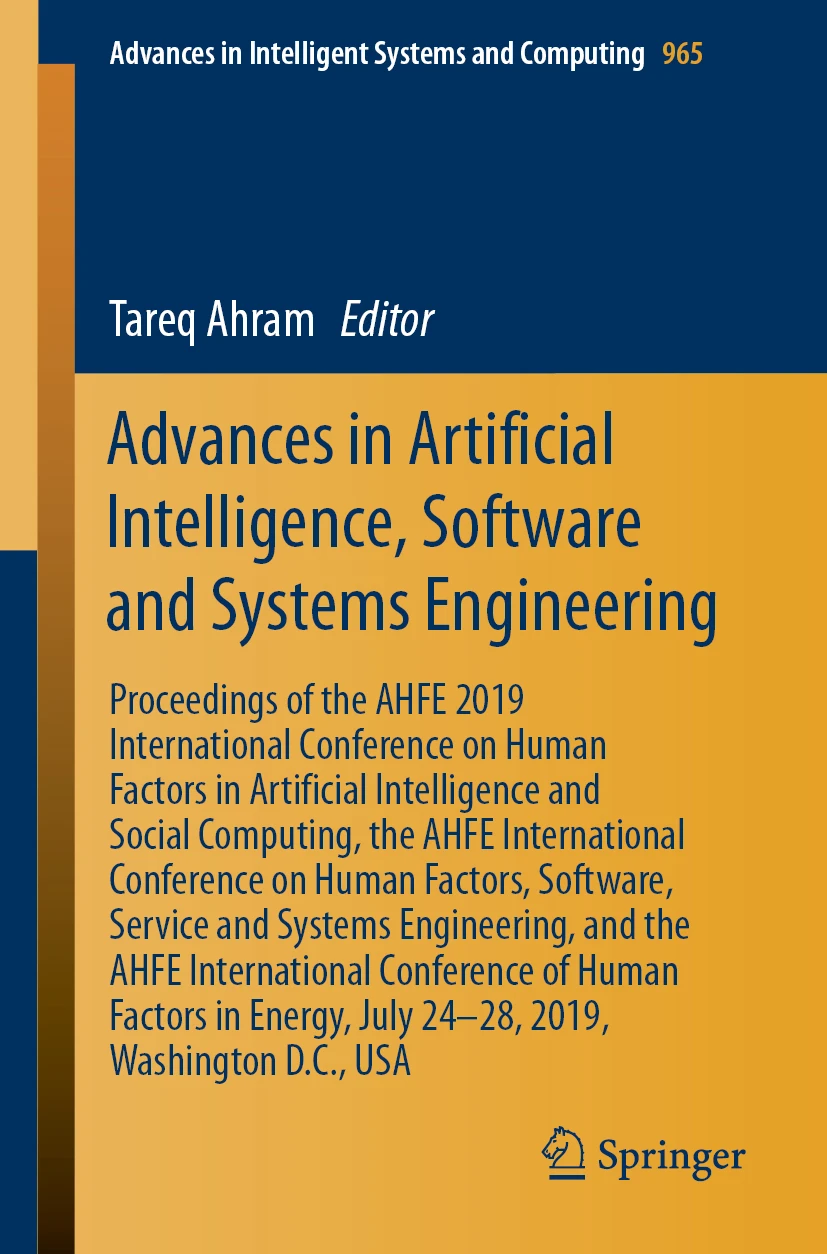 Advances in Intelligent Systems and Computing 965
Tareq Ahram Editor
Advances in Artificial
Intelligence, Software
and Systems Engineering
Proceedings of the AHFE 2019
International Conference on Human
Factors in Artificial Intelligence and
Social Computing, the AHFE International
Conference on Human Factors, Software,
Service and Systems Engineering, and the
AHFE International Conference of Human
Factors in Energy, July 24–28, 2019,
Washington D.C., USA
Springer